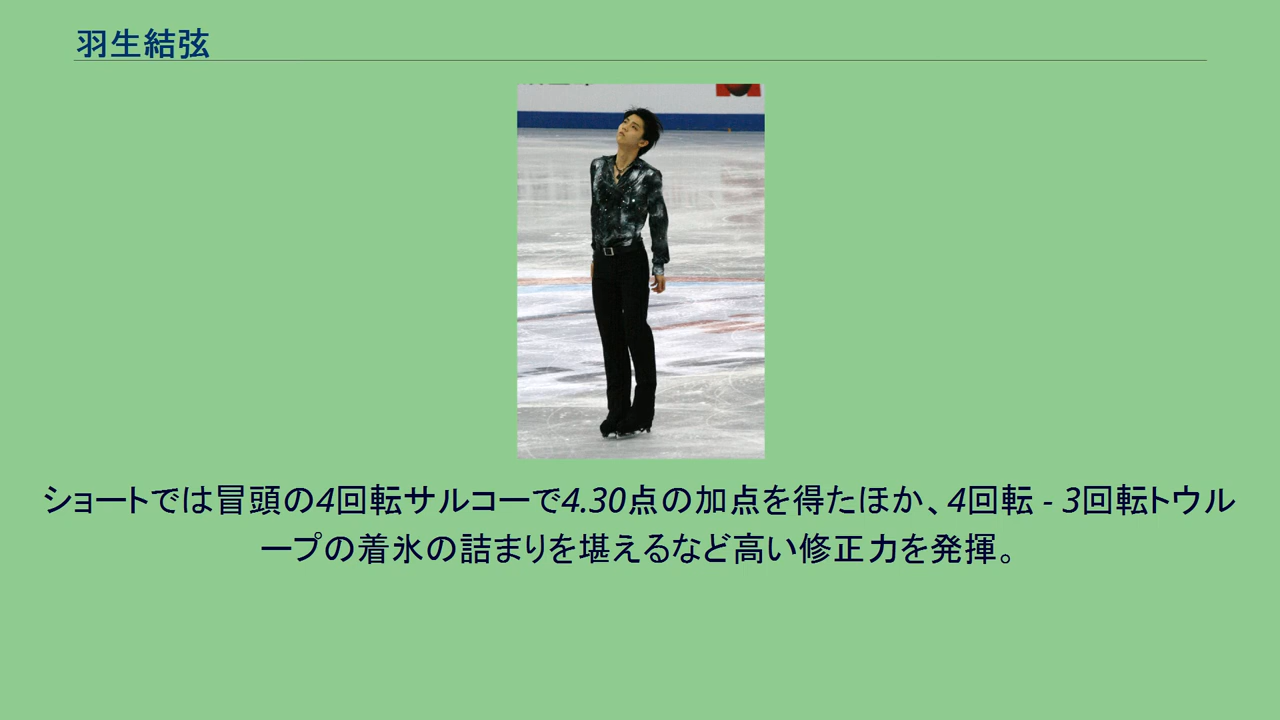 羽生結弦
ショートでは冒頭の4回転サルコーで4.30点の加点を得たほか、4回転 - 3回転トウル
ープの着氷の詰まりを堪えるなど高い修正力を発揮。